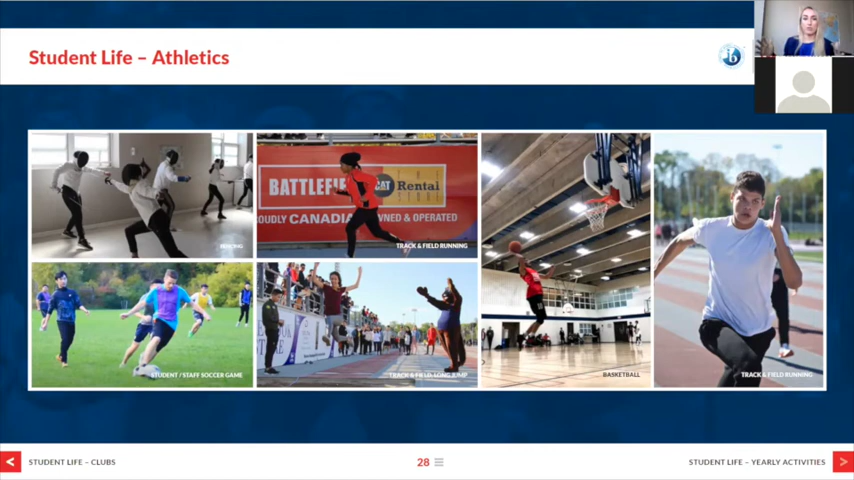 Student Life – Athletics
FENCING
BATTLEFIE
CAT Rental
OUDLY CANADIA
WNED & OPERATED
TRACK & FIELD RUNNING
STUDENT / STAFF SOCCER GAME
TRACK & FIELD LONG JUMP
BASKETBALL
TRACK & FIELD RUNNING
STUDENT LIFE – CLUBS
28
STUDENT LIFE – YEARLY ACTIVITIES